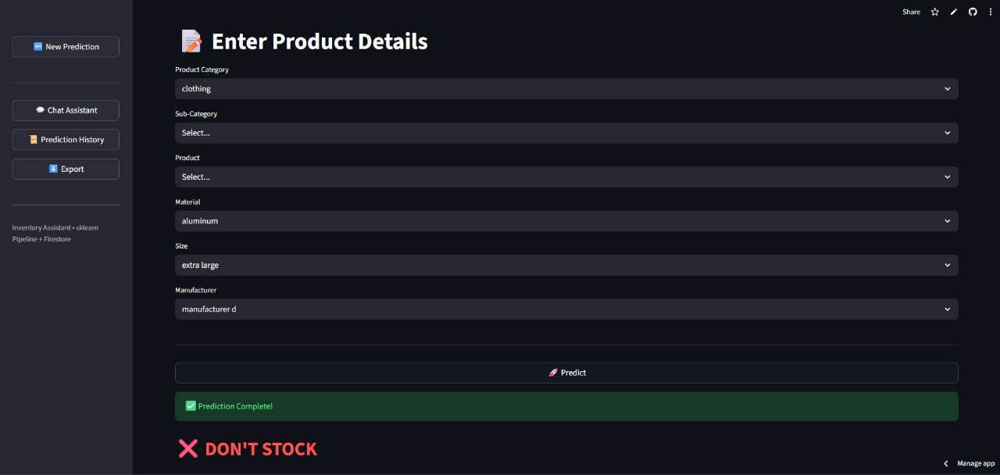 Share
New Prediction
Chat Assistant
Prediction History
Export
Inventory Assistant • sklearn
Pipeline + Firestore
Enter Product Details
Product Category
clothing
Sub-Category
Select...
Product
Select...
Material
aluminum
Size
extra large
Manufacturer
manufacturer d
Predict
Prediction Complete!
DON'T STOCK
Manage app